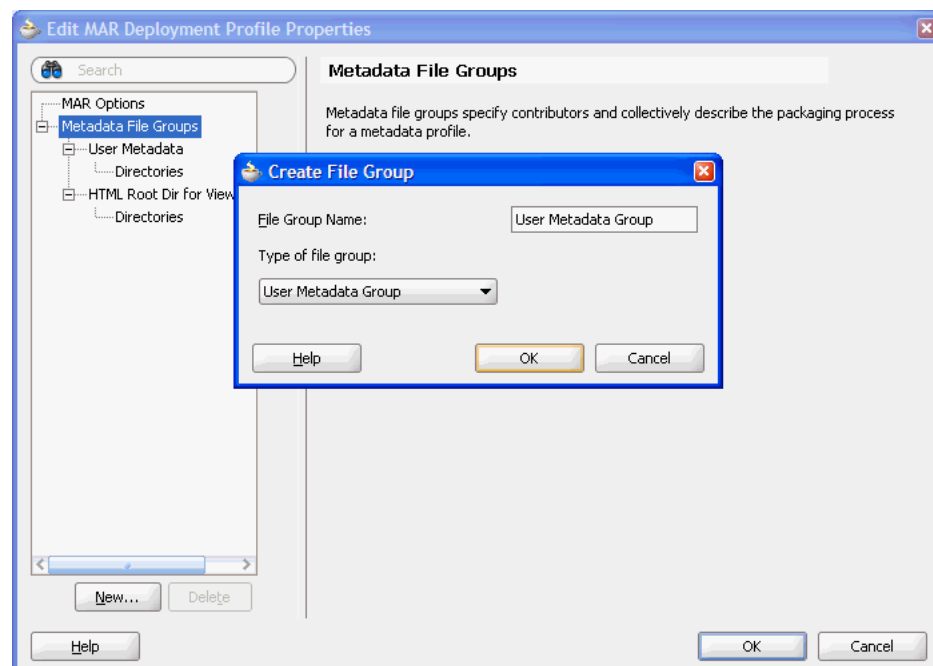 Edit MAR Deployment Profile Properties
Search
MAR Options
Metadata File Groups
User Metadata
Directories
HTML Root Dir for View
Directories
Metadata File Groups
Metadata file groups specify contributors and collectively describe the packaging process
for a metadata profile.
Create File Group
File Group Name:
User Metadata Group
Type of file group:
User Metadata Group
Help
OK
Cancel
New...
Delete
Help
OK
Cancel